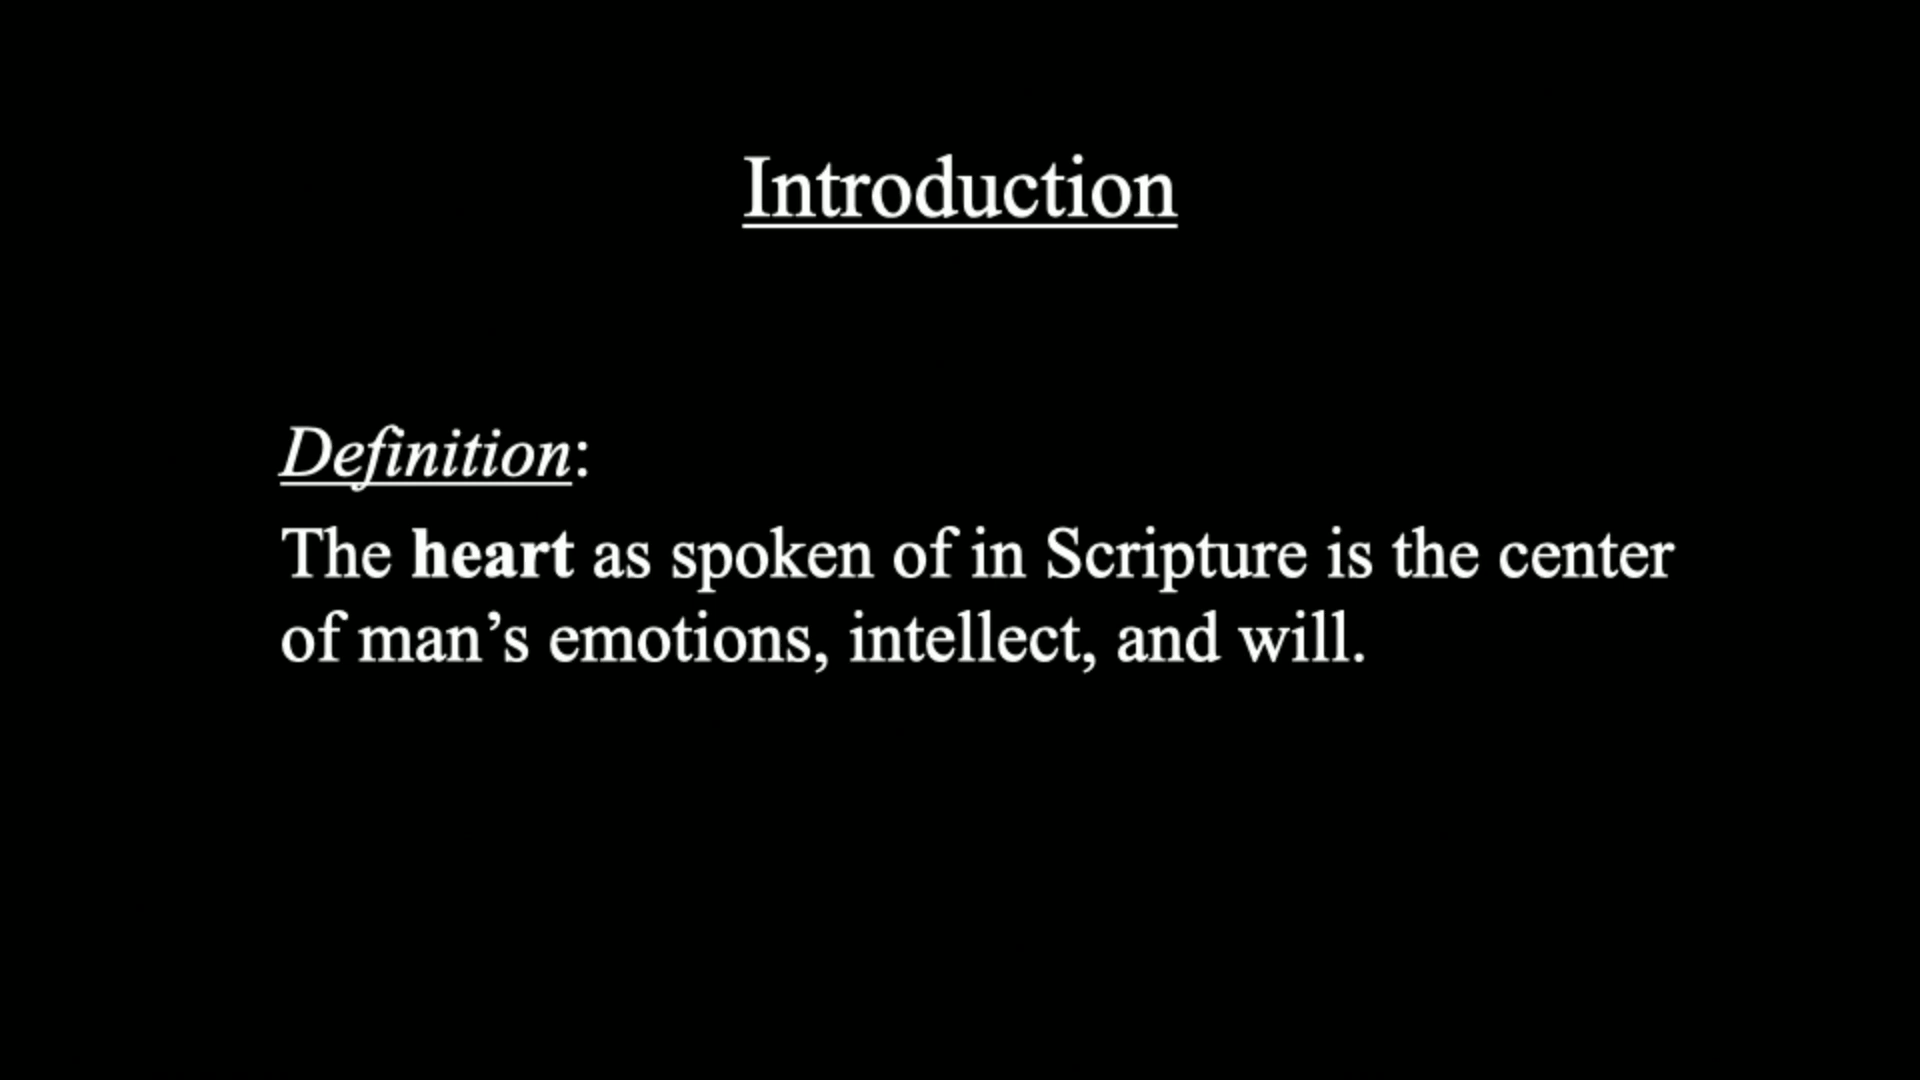 Introduction
Definition:
The heart as spoken of in Scripture is the center
of man’s emotions, intellect, and will.